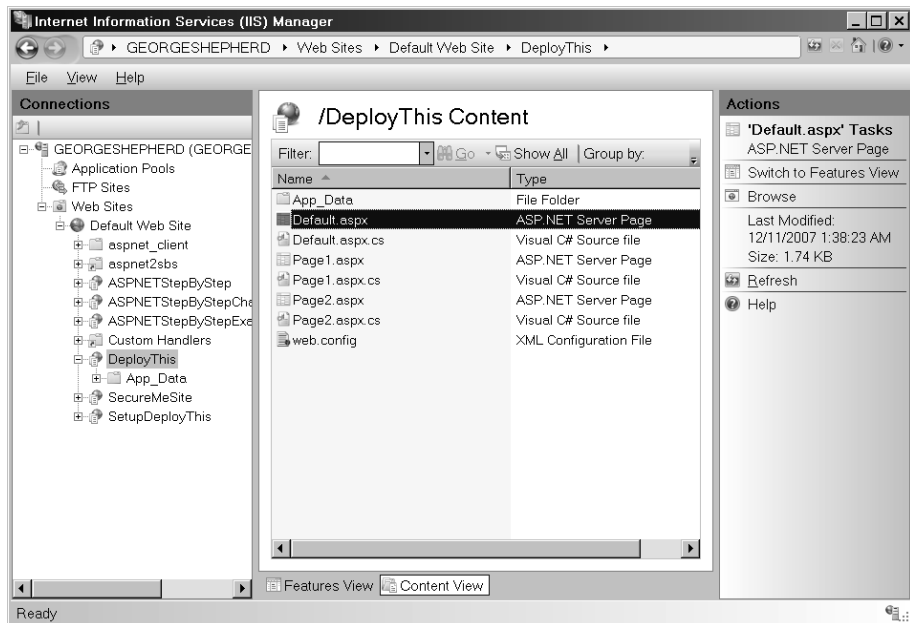 Internet Information Services (IIS) Manager
GEORGESHEPHERD Web Sites Default Web Site DeployThis
File View Help
Connections
GEORGESHEPHERD (GEORGE
Application Pools
FTP Sites
Web Sites
Default Web Site
aspnet_client
aspnet2sbs
ASPNETStepByStep
ASPNETStepByStepCha
ASPNETStepByStepExe
Custom Handlers
DeployThis
App_Data
SecureMeSite
SetupDeployThis
/DeployThis Content
Filter: Go Show All Group by:
Name Type
App_Data File Folder
Default.aspx ASP.NET Server Page
Default.aspx.cs Visual C# Source file
Page1.aspx ASP.NET Server Page
Page1.aspx.cs Visual C# Source file
Page2.aspx ASP.NET Server Page
Page2.aspx.cs Visual C# Source file
web.config XML Configuration File
Features View Content View
Actions
'Default.aspx' Tasks
ASP.NET Server Page
Switch to Features View
Browse
Last Modified:
12/11/2007 1:38:23 AM
Size: 1.74 KB
Refresh
Help
Ready